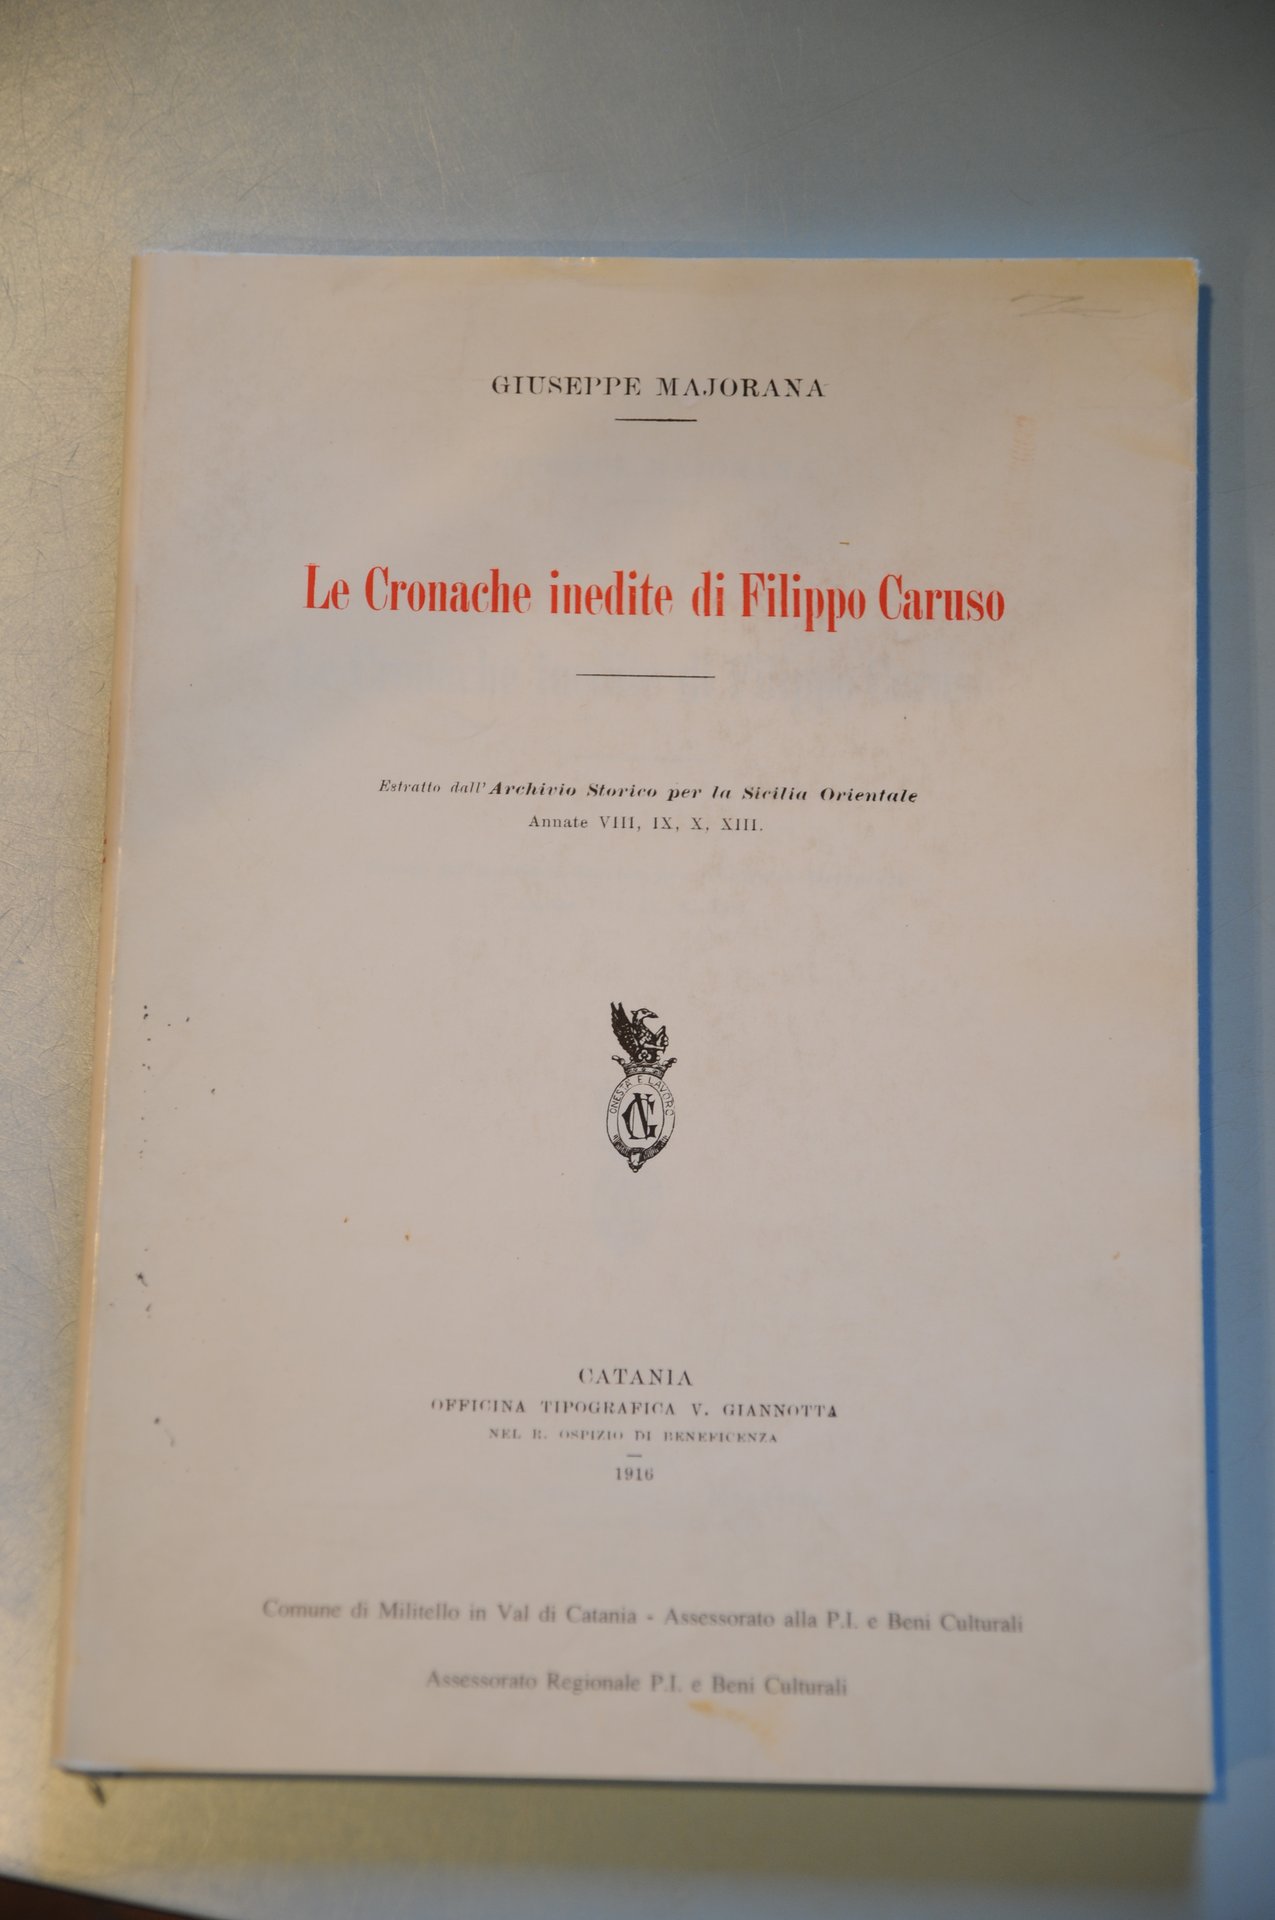 GIUSEPPE MAJORANA
Le Cronache inedite di Filippo Caruso
Estratto dall'Archivio Storico per la Sicilia Orientale
Annate VIII, IX, X, XIII.
ONESTA E LAVORO
CATANIA
OFFICINA TIPOGRAFICA V. GIANNOTTA
NEL R. OSPIZIO DI BENEFICENZA
1916
Comune di Militello in Val di Catania - Assessorato alla P.I. e Beni Culturali
Assessorato Regionale P.I. e Beni Culturali